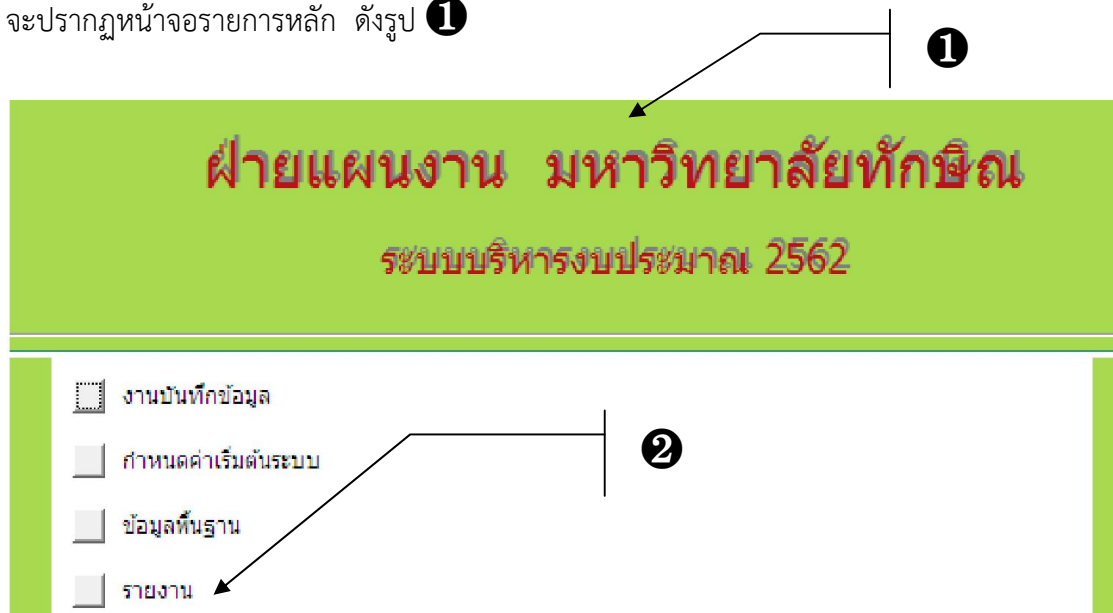 จะปรากฏหน้าจอรายการหลัก ดังรูป ❶
❶
ฝ่ายแผนงาน มหาวิทยาลัยทักษิณ
ระบบบริหารงบประมาณ 2562
งานบันทึกข้อมูล
❷
กำหนดค่าเริ่มต้นระบบ
ข้อมูลพื้นฐาน
รายงาน